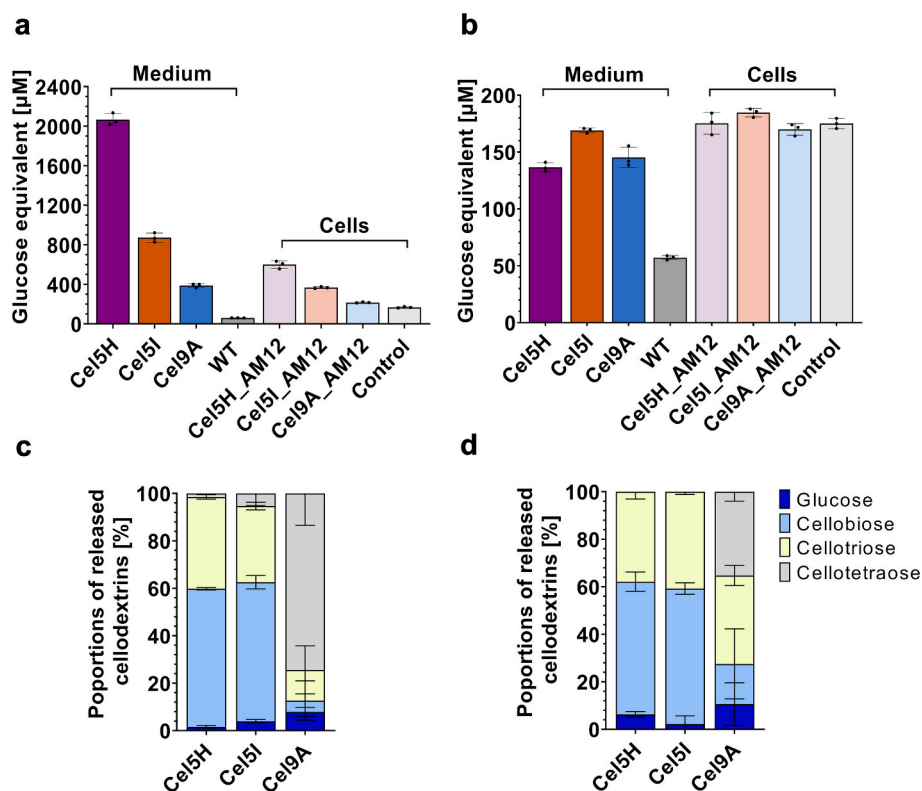 a
Medium
Cells
Glucose equivalent [µM]
2400
2000
1600
1200
800
400
0
Cel5H
Cel5I
Cel9A
WT
Cel5H_AM12
Cel5I_AM12
Cel9A_AM12
Control
b
Medium
Cells
Glucose equivalent [µM]
200
150
100
50
0
Cel5H
Cel5I
Cel9A
WT
Cel5H_AM12
Cel5I_AM12
Cel9A_AM12
Control
c
Poportions of released
cellodextrins [%]
100
80
60
40
20
0
Cel5H
Cel5I
Cel9A
d
Poportions of released
cellodextrins [%]
100
80
60
40
20
0
Cel5H
Cel5I
Cel9A
Glucose
Cellobiose
Cellotriose
Cellotetraose